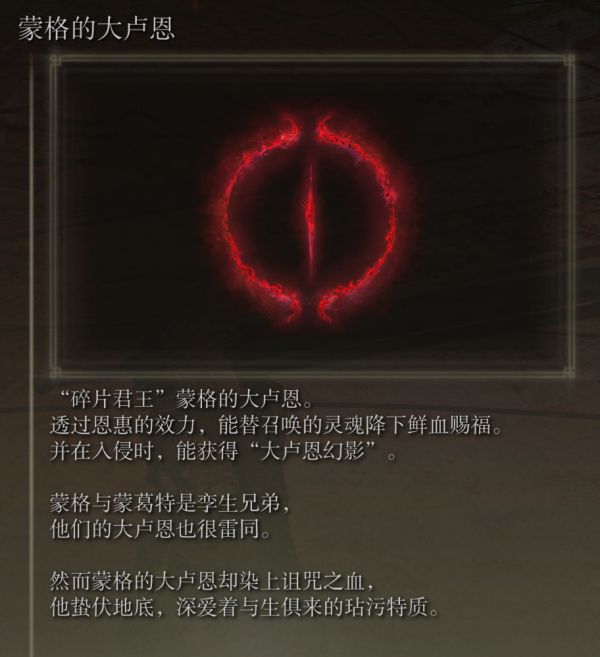 蒙格的大卢恩
“碎片君王”蒙格的大卢恩。
透过恩惠的效力，能替召唤的灵魂降下鲜血赐福。
并在入侵时，能获得“大卢恩幻影”。
蒙格与蒙葛特是孪生兄弟，
他们的大卢恩也很雷同。
然而蒙格的大卢恩却染上诅咒之血，
他蛰伏地底，深爱着与生俱来的玷污特质。